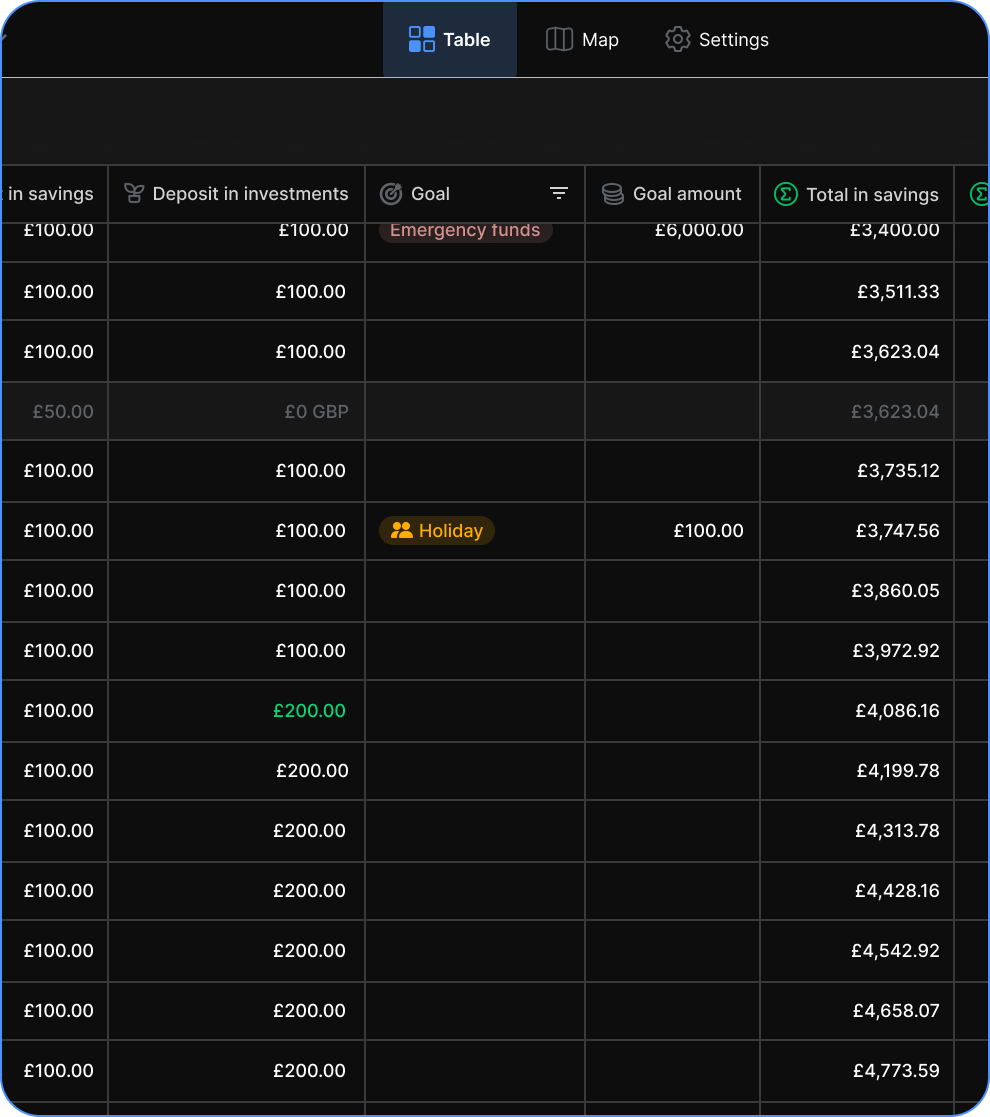 Table Map Settings
in savings Deposit in investments Goal Goal amount Total in savings
£100.00 £100.00 Emergency funds £6,000.00 £3,400.00
£100.00 £100.00 £3,511.33
£100.00 £100.00 £3,623.04
£50.00 £0 GBP £3,623.04
£100.00 £100.00 £3,735.12
£100.00 £100.00 Holiday £100.00 £3,747.56
£100.00 £100.00 £3,860.05
£100.00 £100.00 £3,972.92
£100.00 £200.00 £4,086.16
£100.00 £200.00 £4,199.78
£100.00 £200.00 £4,313.78
£100.00 £200.00 £4,428.16
£100.00 £200.00 £4,542.92
£100.00 £200.00 £4,658.07
£100.00 £200.00 £4,773.59